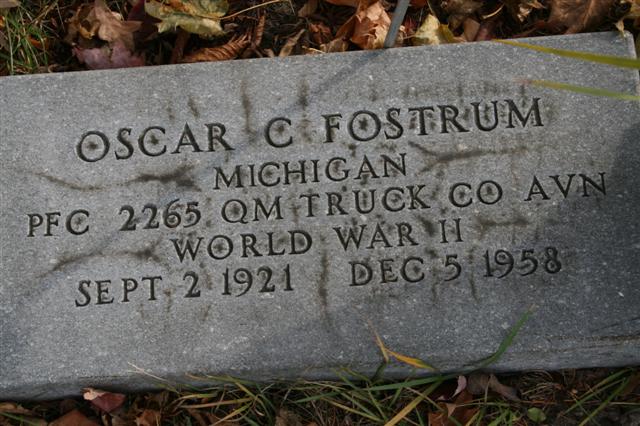 OSCAR C FOSTRUM
MICHIGAN
PFC 2265 QM TRUCK CO AVN
WORLD WAR II
SEPT 2 1921 DEC 5 1958